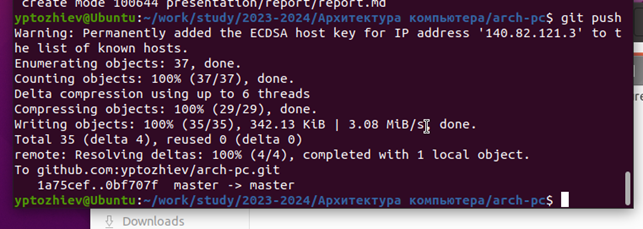 create mode 100644 presentation/report/report.md
yptozhiev@Ubuntu:~/work/study/2023-2024/Архитектура компьютера/arch-pc$ git push
Warning: Permanently added the ECDSA host key for IP address '140.82.121.3' to t
he list of known hosts.
Enumerating objects: 37, done.
Counting objects: 100% (37/37), done.
Delta compression using up to 6 threads
Compressing objects: 100% (29/29), done.
Writing objects: 100% (35/35), 342.13 KiB | 3.08 MiB/s, done.
Total 35 (delta 4), reused 0 (delta 0)
remote: Resolving deltas: 100% (4/4), completed with 1 local object.
To github.com:yptozhiev/arch-pc.git
1a75cef..0bf707f master -> master
yptozhiev@Ubuntu:~/work/study/2023-2024/Архитектура компьютера/arch-pc$
Downloads